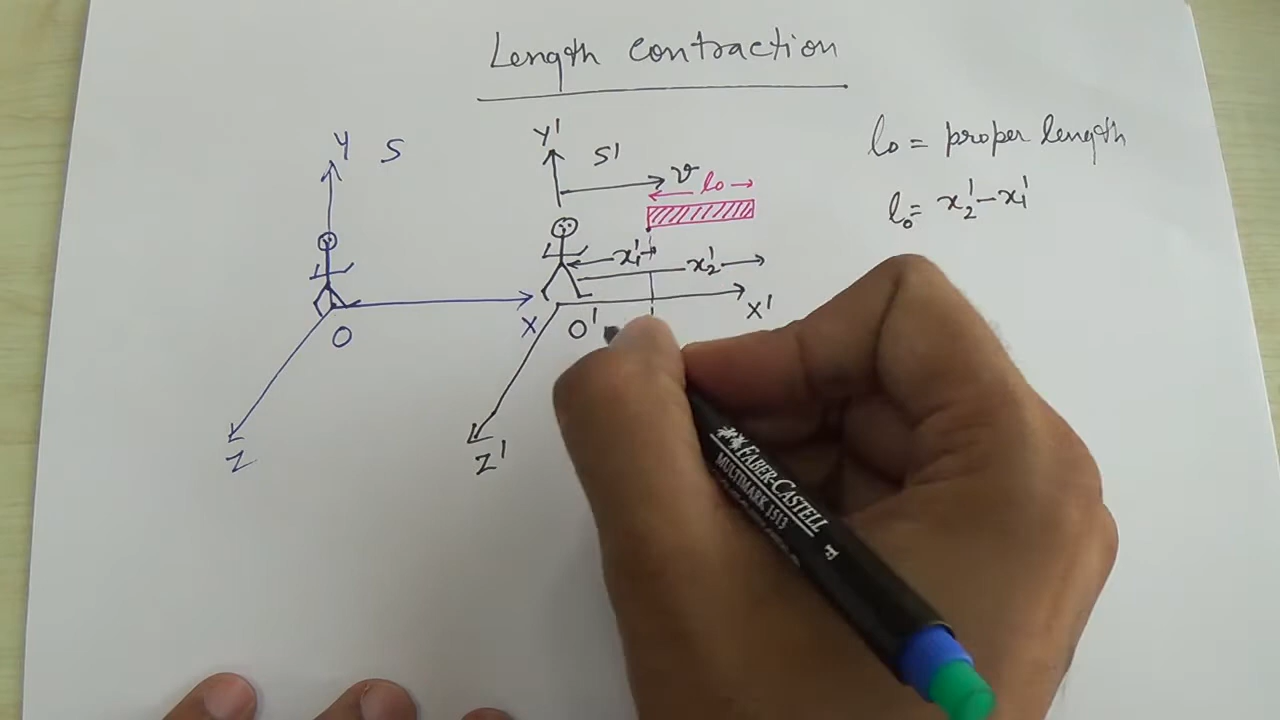 Length contraction
l₀ = proper length
l₀ = x₂' - x₁'
Y S
Y' S'
v
l₀
x₁'
x₂'
X
O
O'
X'
Z
Z'
FABER-CASTELL
MULTIMARK 1513
F